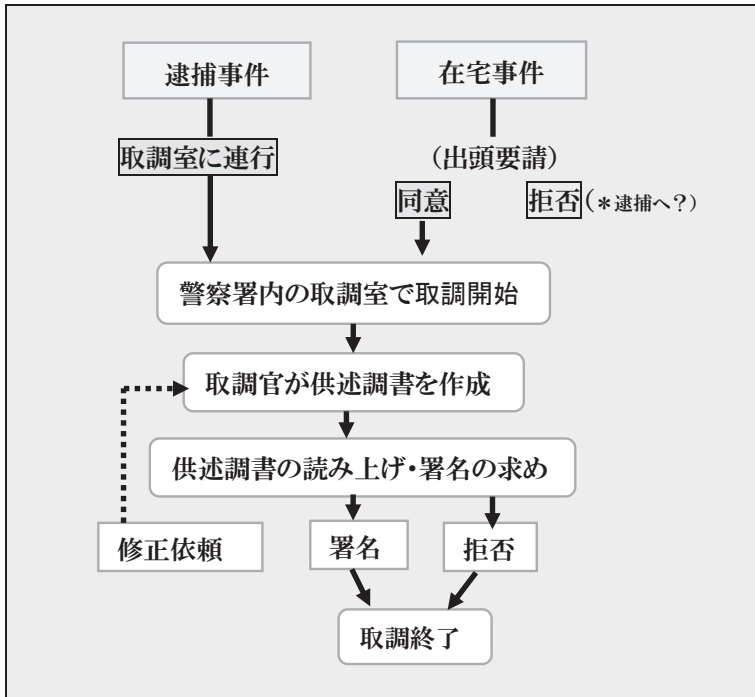 逮捕事件
在宅事件
取調室に連行
(出頭要請)
同意
拒否(*逮捕へ?)
警察署内の取調室で取調開始
取調官が供述調書を作成
供述調書の読み上げ・署名の求め
修正依頼
署名
拒否
取調終了